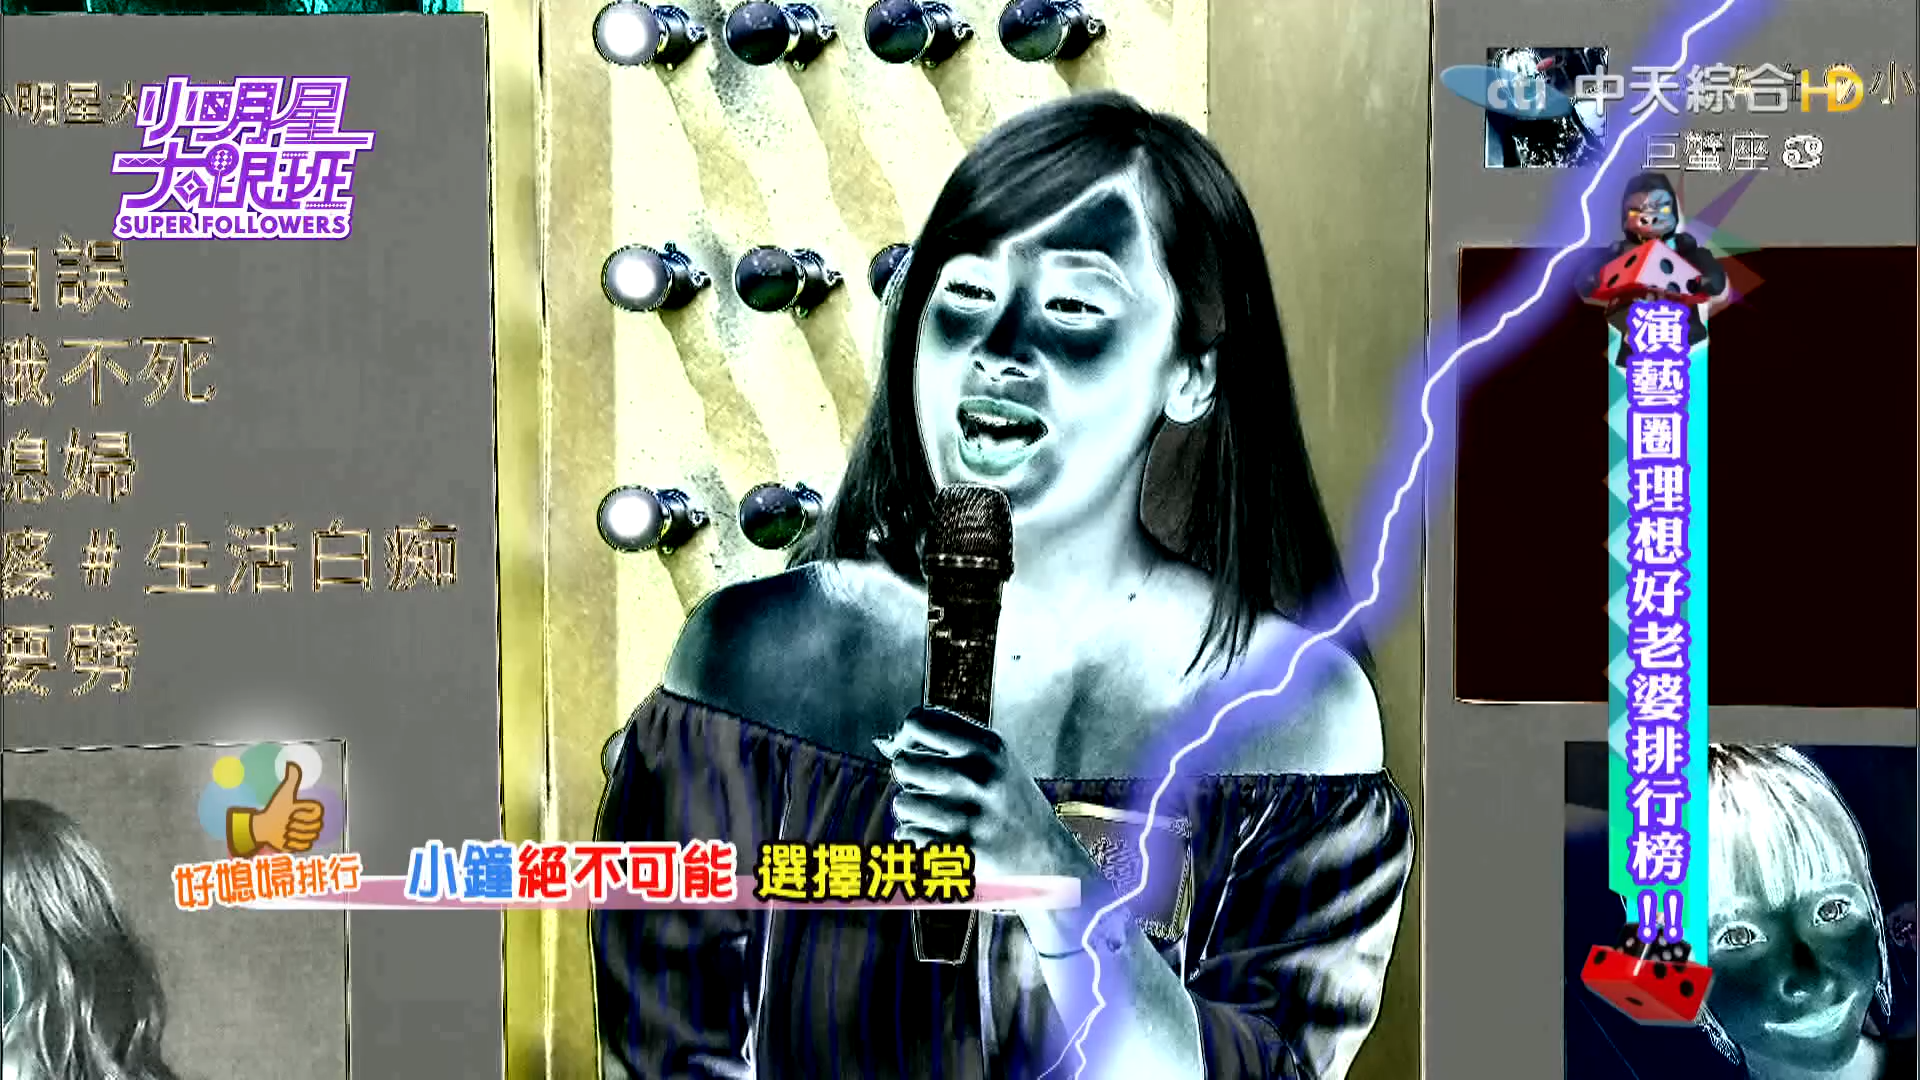 小明星
大跟班
SUPER FOLLOWERS
小明星大
cti 中天綜合HD
小
巨蟹座 ♋
自誤
餓不死
媳婦
婆 # 生活白痴
要劈
演藝圈理想好老婆排行榜!!
好媳婦排行
小鐘絕不可能 選擇洪棠